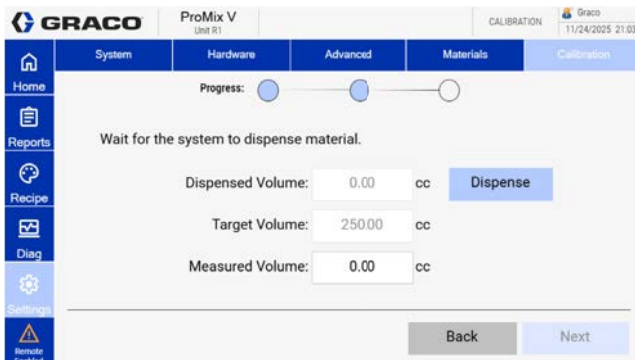 GRACO
ProMix V
Unit R1
CALIBRATION
Graco
11/24/2025 21:03
System
Hardware
Advanced
Materials
Calibration
Home
Reports
Recipe
Diag
Settings
Remote
Enabled
Progress:
Wait for the system to dispense material.
Dispensed Volume: 0.00 cc Dispense
Target Volume: 250.00 cc
Measured Volume: 0.00 cc
Back
Next